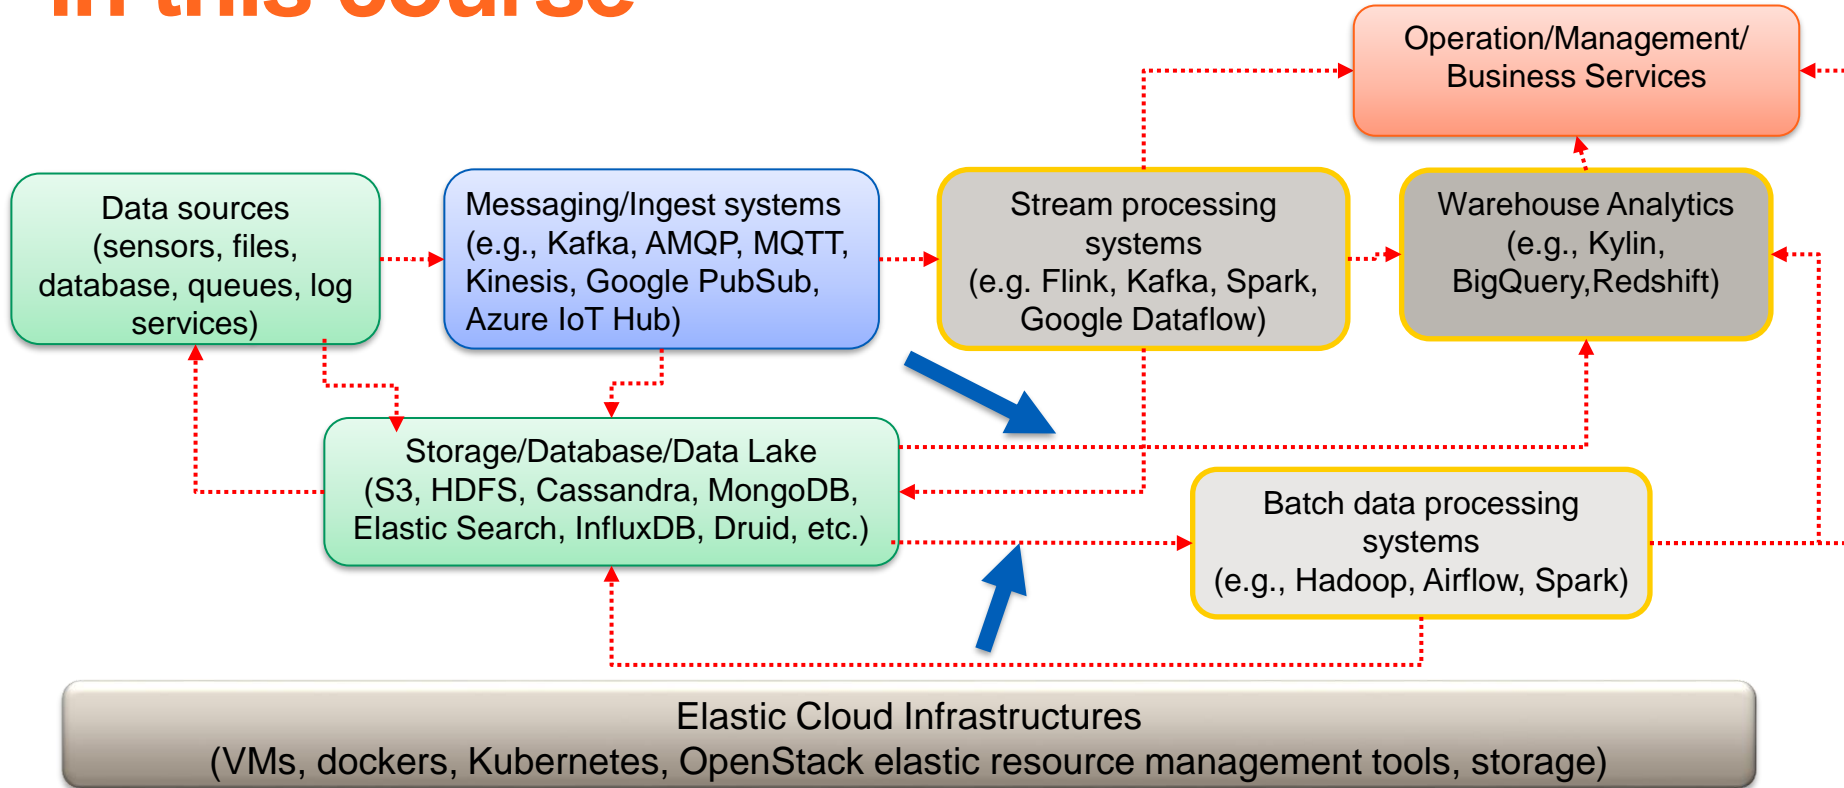 in this course
Operation/Management/
Business Services
Data sources
(sensors, files,
database, queues, log
services)
Messaging/Ingest systems
(e.g., Kafka, AMQP, MQTT,
Kinesis, Google PubSub,
Azure IoT Hub)
Stream processing
systems
(e.g. Flink, Kafka, Spark,
Google Dataflow)
Warehouse Analytics
(e.g., Kylin,
BigQuery,Redshift)
Storage/Database/Data Lake
(S3, HDFS, Cassandra, MongoDB,
Elastic Search, InfluxDB, Druid, etc.)
Batch data processing
systems
(e.g., Hadoop, Airflow, Spark)
Elastic Cloud Infrastructures
(VMs, dockers, Kubernetes, OpenStack elastic resource management tools, storage)